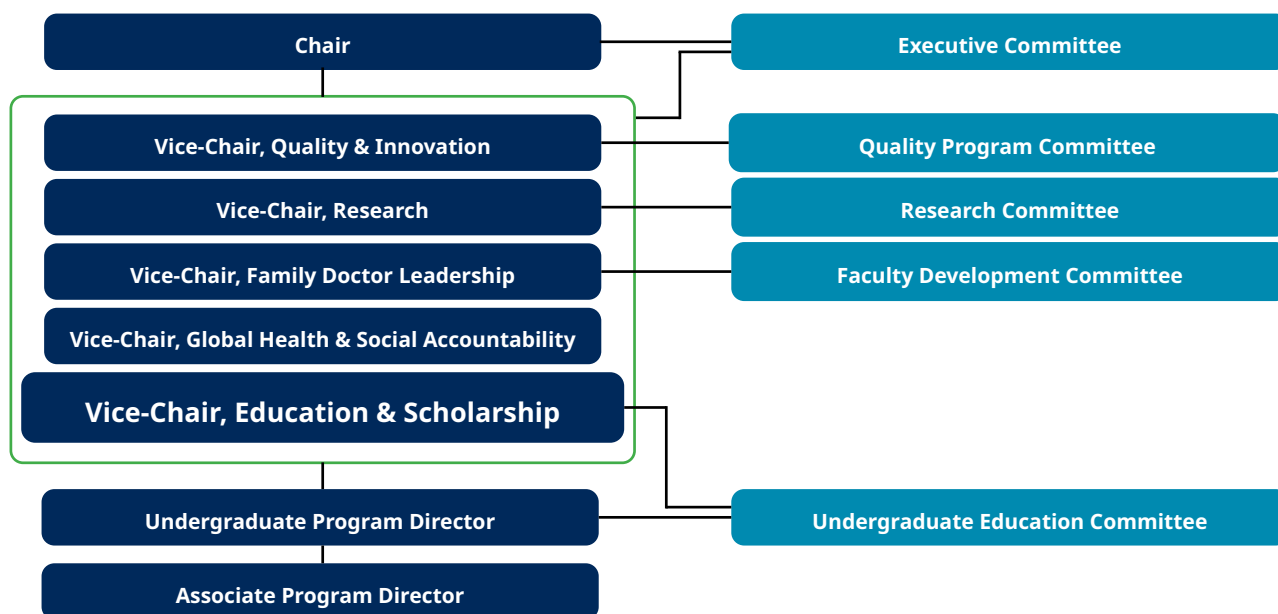 Chair
Executive Committee
Vice-Chair, Quality & Innovation
Quality Program Committee
Vice-Chair, Research
Research Committee
Vice-Chair, Family Doctor Leadership
Faculty Development Committee
Vice-Chair, Global Health & Social Accountability
Vice-Chair, Education & Scholarship
Undergraduate Program Director
Undergraduate Education Committee
Associate Program Director